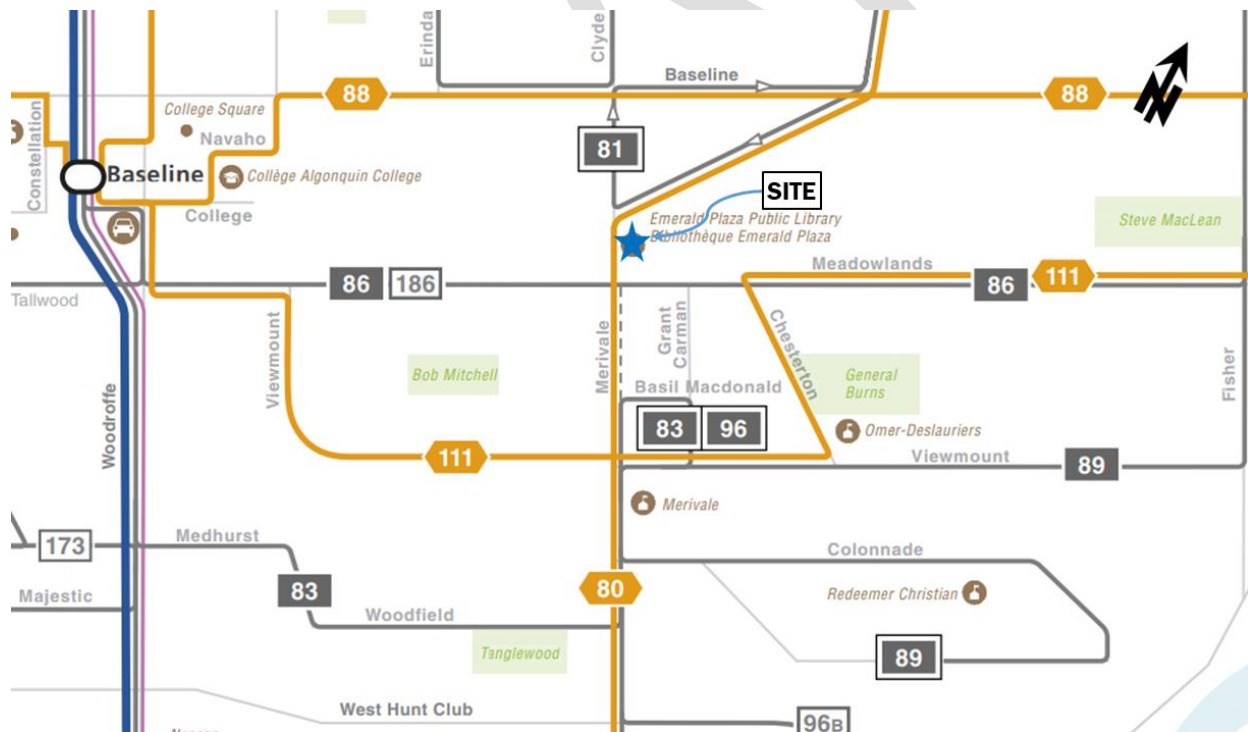 Erinda
Clyde
Baseline
88
88
College Square
Navaho
Constellation
81
Baseline
Collège Algonquin College
College
SITE
Emerald Plaza Public Library
Bibliothèque Emerald Plaza
Steve MacLean
Meadowlands
86
186
86
111
Tallwood
Viewmount
Bob Mitchell
Merivale
Grant
Carman
Chesterton
General
Burns
Fisher
Basil Macdonald
83
96
Omer-Deslauriers
Woodroffe
111
Viewmount
89
Merivale
173
Medhurst
Colonnade
83
80
Majestic
Redeemer Christian
Woodfield
Tanglewood
89
West Hunt Club
96B